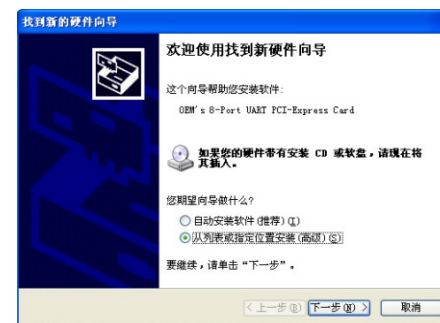 找到新的硬件向导
欢迎使用找到新硬件向导
这个向导帮助您安装软件:
OEM's 8-Port UART PCI-Express Card
如果您的硬件带有安装 CD 或软盘，请现在将
其插入。
您期望向导做什么?
自动安装软件(推荐)(I)
从列表或指定位置安装(高级)(S)
要继续，请单击“下一步”。
<上一步(B) 下一步(N)> 取消